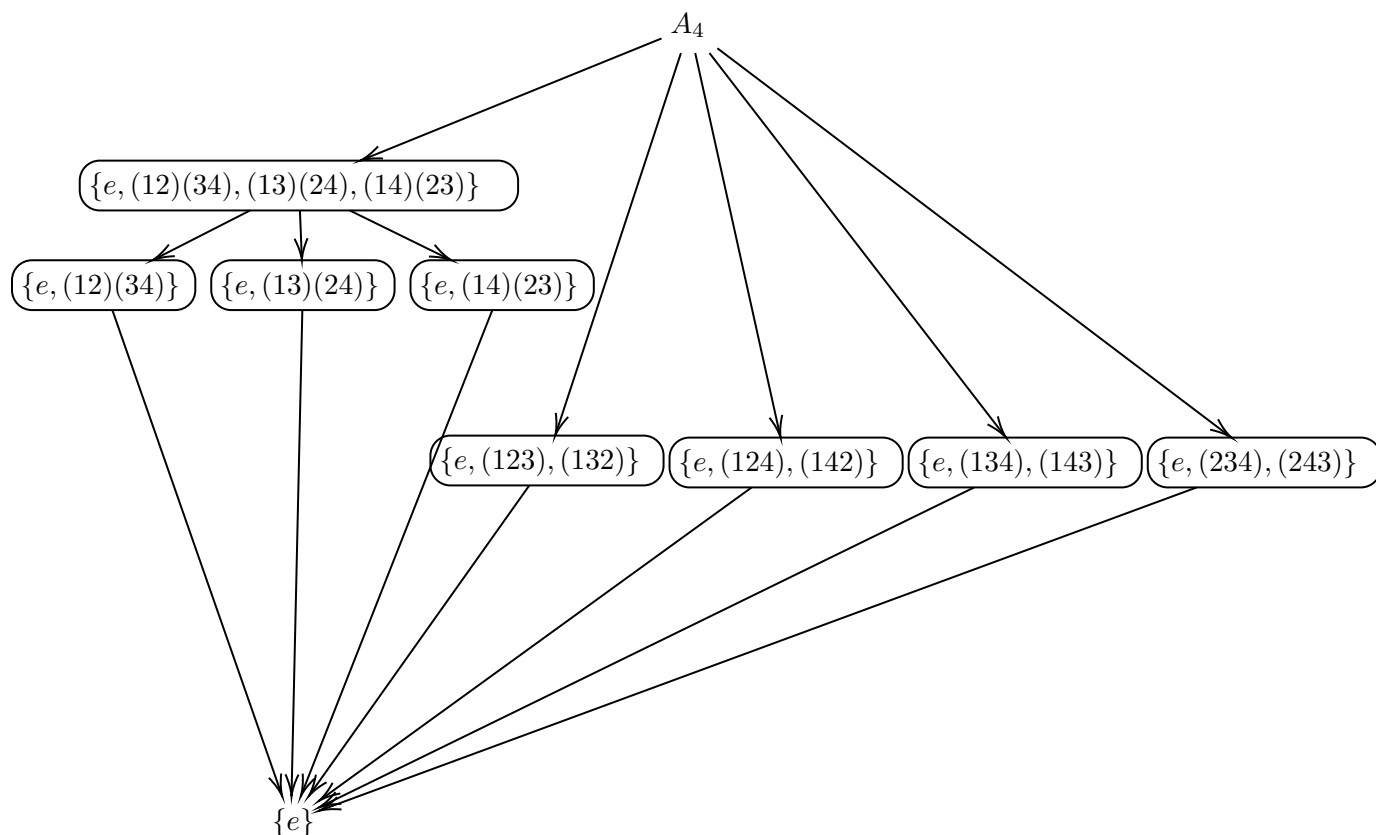 A₄
{e, (12)(34), (13)(24), (14)(23)}
{e, (12)(34)} {e, (13)(24)} {e, (14)(23)}
{e, (123), (132)} {e, (124), (142)} {e, (134), (143)} {e, (234), (243)}
{e}